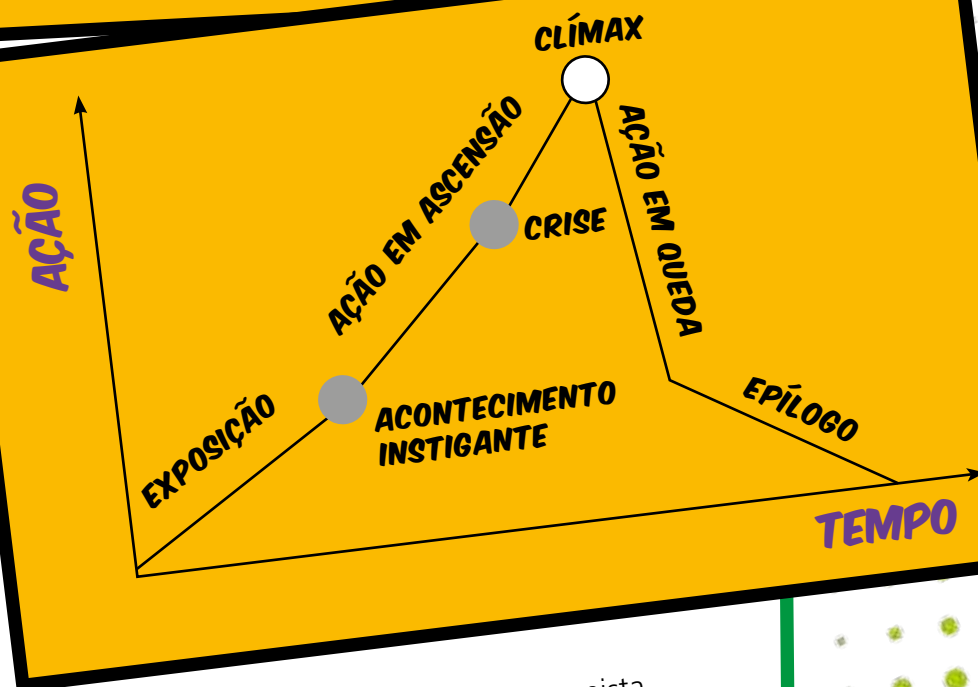 CLÍMAX
AÇÃO
AÇÃO EM ASCENSÃO
AÇÃO EM QUEDA
CRISE
EXPOSIÇÃO
ACONTECIMENTO
INSTIGANTE
EPÍLOGO
TEMPO